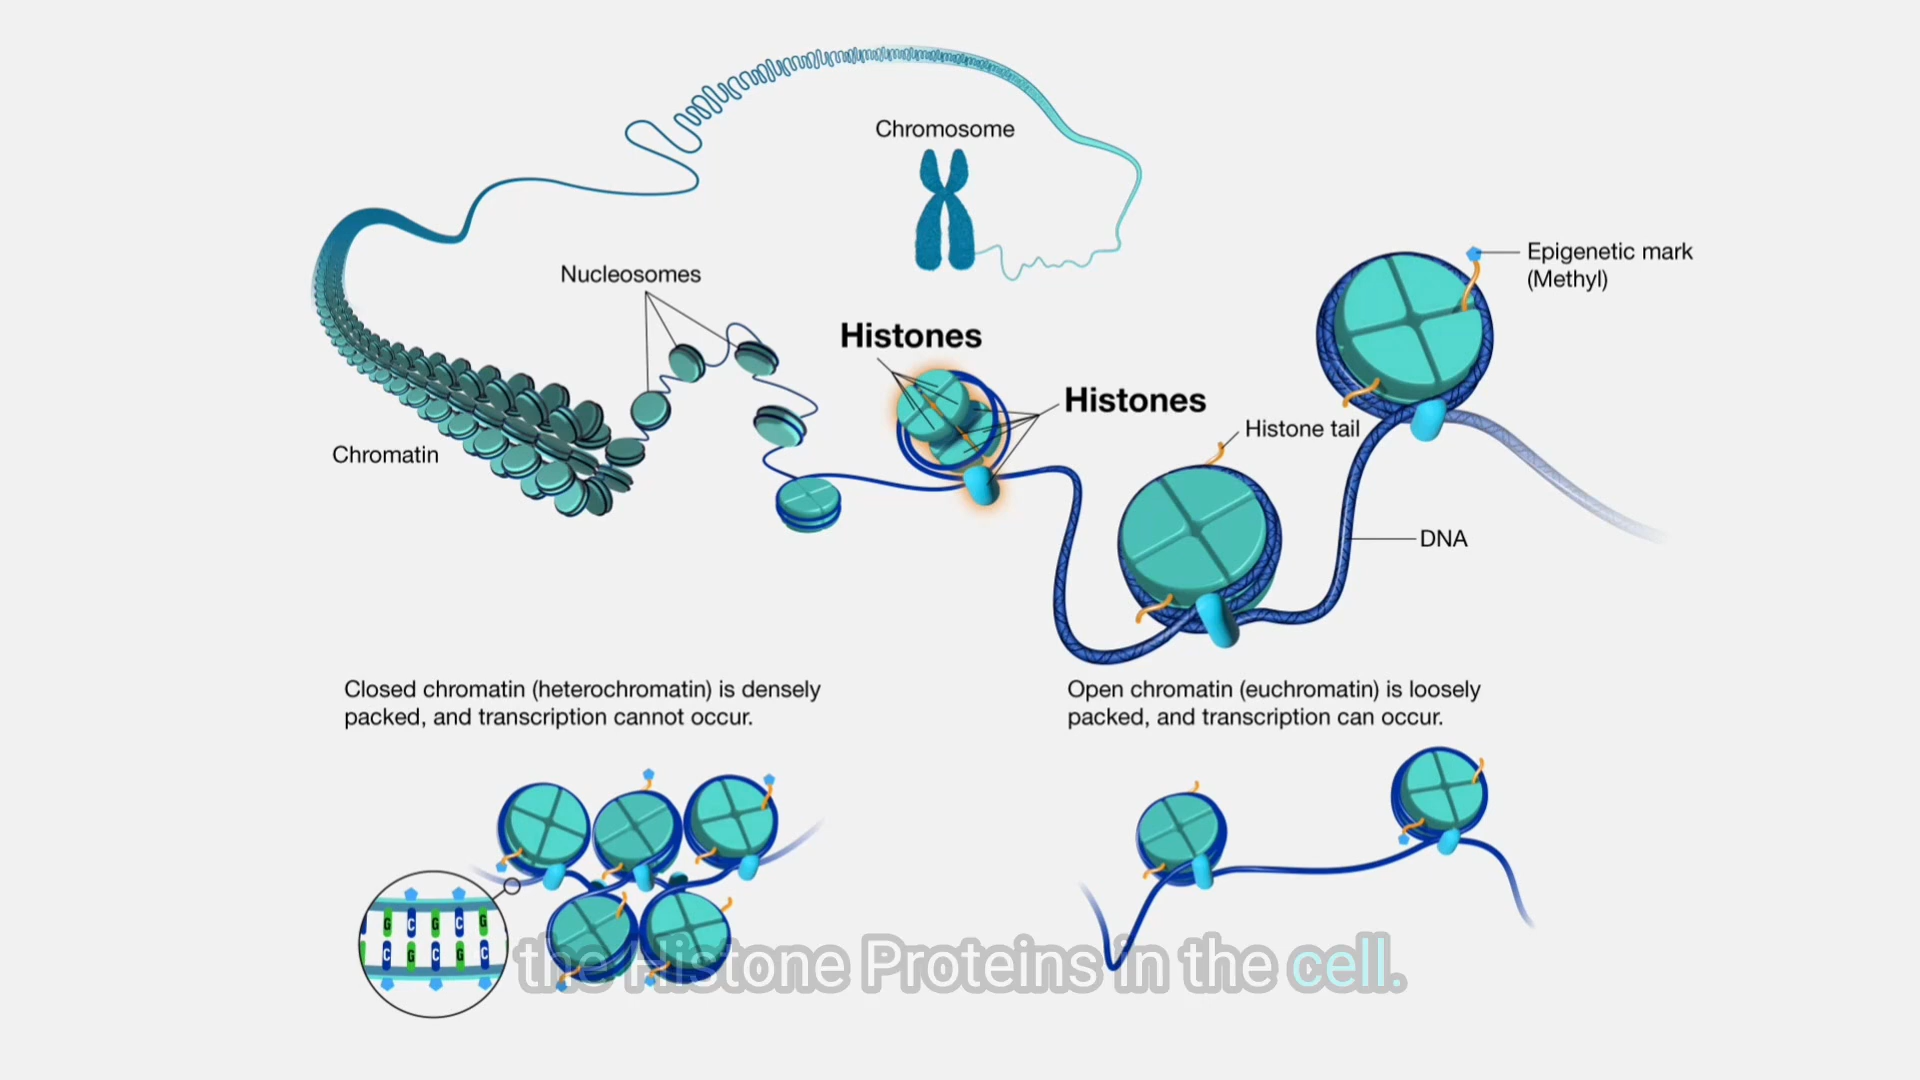 Chromosome
Epigenetic mark
(Methyl)
Nucleosomes
Histones
Histones
Histone tail
Chromatin
DNA
Closed chromatin (heterochromatin) is densely
packed, and transcription cannot occur.
Open chromatin (euchromatin) is loosely
packed, and transcription can occur.
G C G C G
C G C G C
the Histone Proteins in the cell.